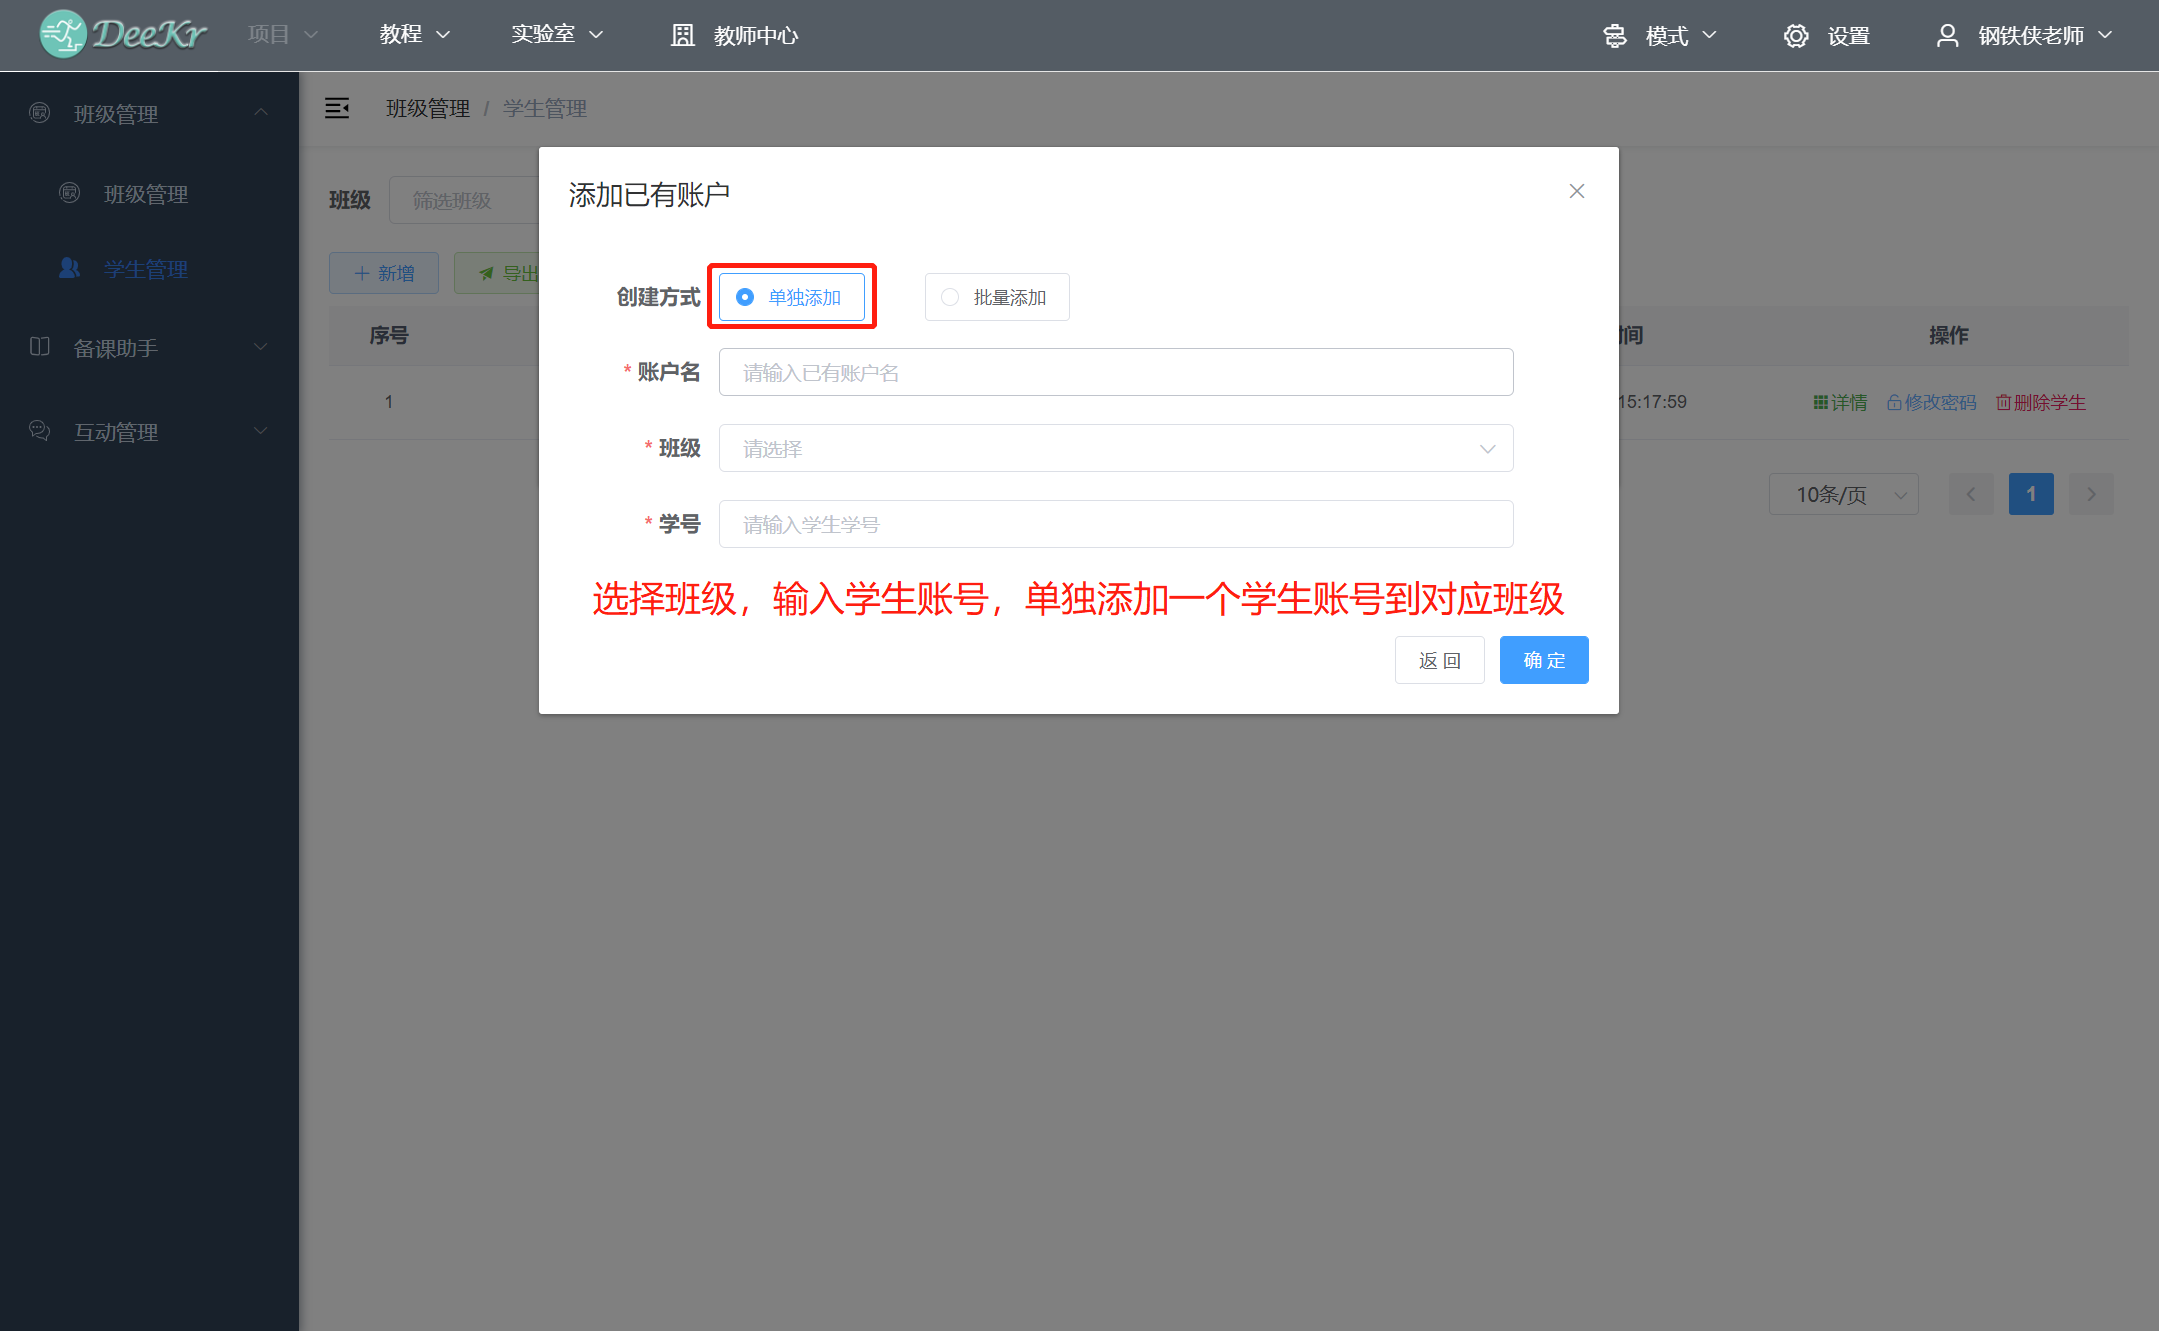 DeeKr 项目 教程 实验室 教师中心 模式 设置 钢铁侠老师
班级管理
班级管理
学生管理
备课助手
互动管理
班级管理 / 学生管理
班级 筛选班级
新增 导出
序号 间 操作
1 15:17:59 详情 修改密码 删除学生
10条/页 1
添加已有账户
创建方式 单独添加 批量添加
* 账户名 请输入已有账户名
* 班级 请选择
* 学号 请输入学生学号
选择班级，输入学生账号，单独添加一个学生账号到对应班级
返 回 确 定